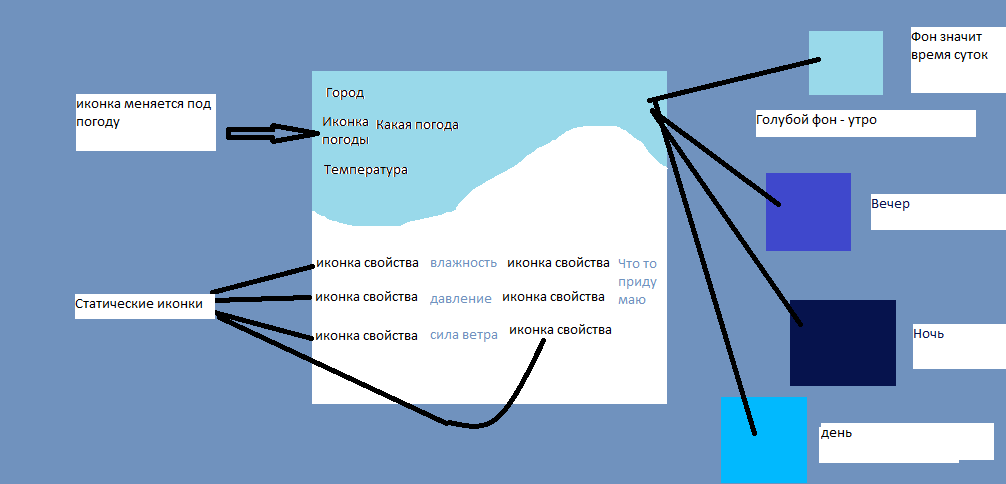 Фон значит
время суток
Город
иконка меняется под
погоду
Иконка
погоды
Какая погода
Голубой фон - утро
Температура
Вечер
иконка свойства
влажность
иконка свойства
Что то
приду
маю
Статические иконки
иконка свойства
давление
иконка свойства
иконка свойства
сила ветра
иконка свойства
Ночь
день